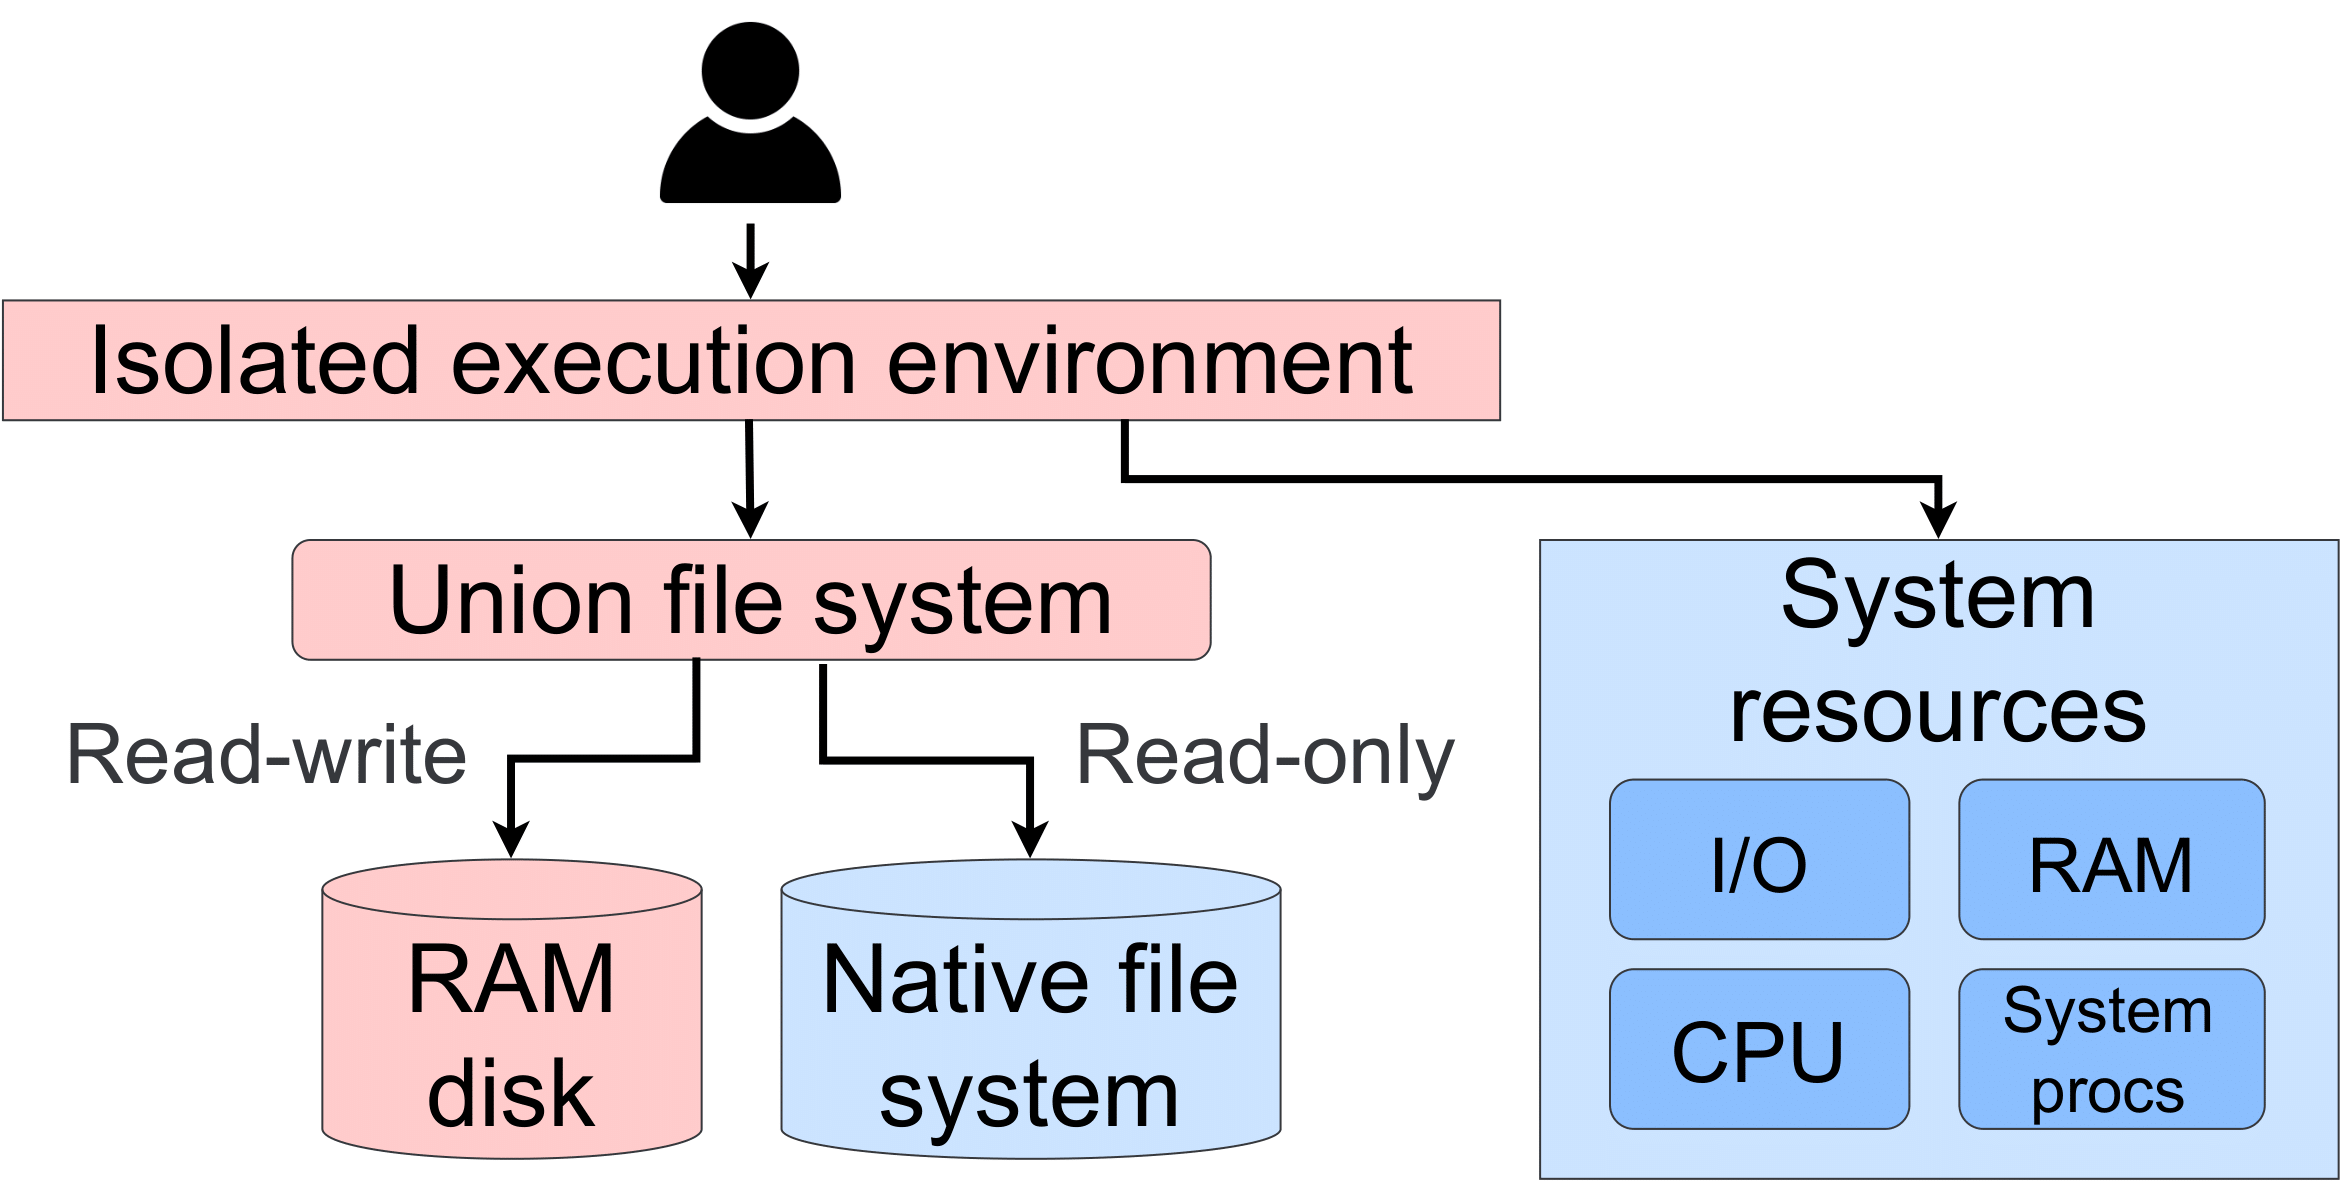 Isolated execution environment
Union file system
System
resources
Read-write
Read-only
I/O
RAM
RAM
disk
Native file
system
CPU
System
procs